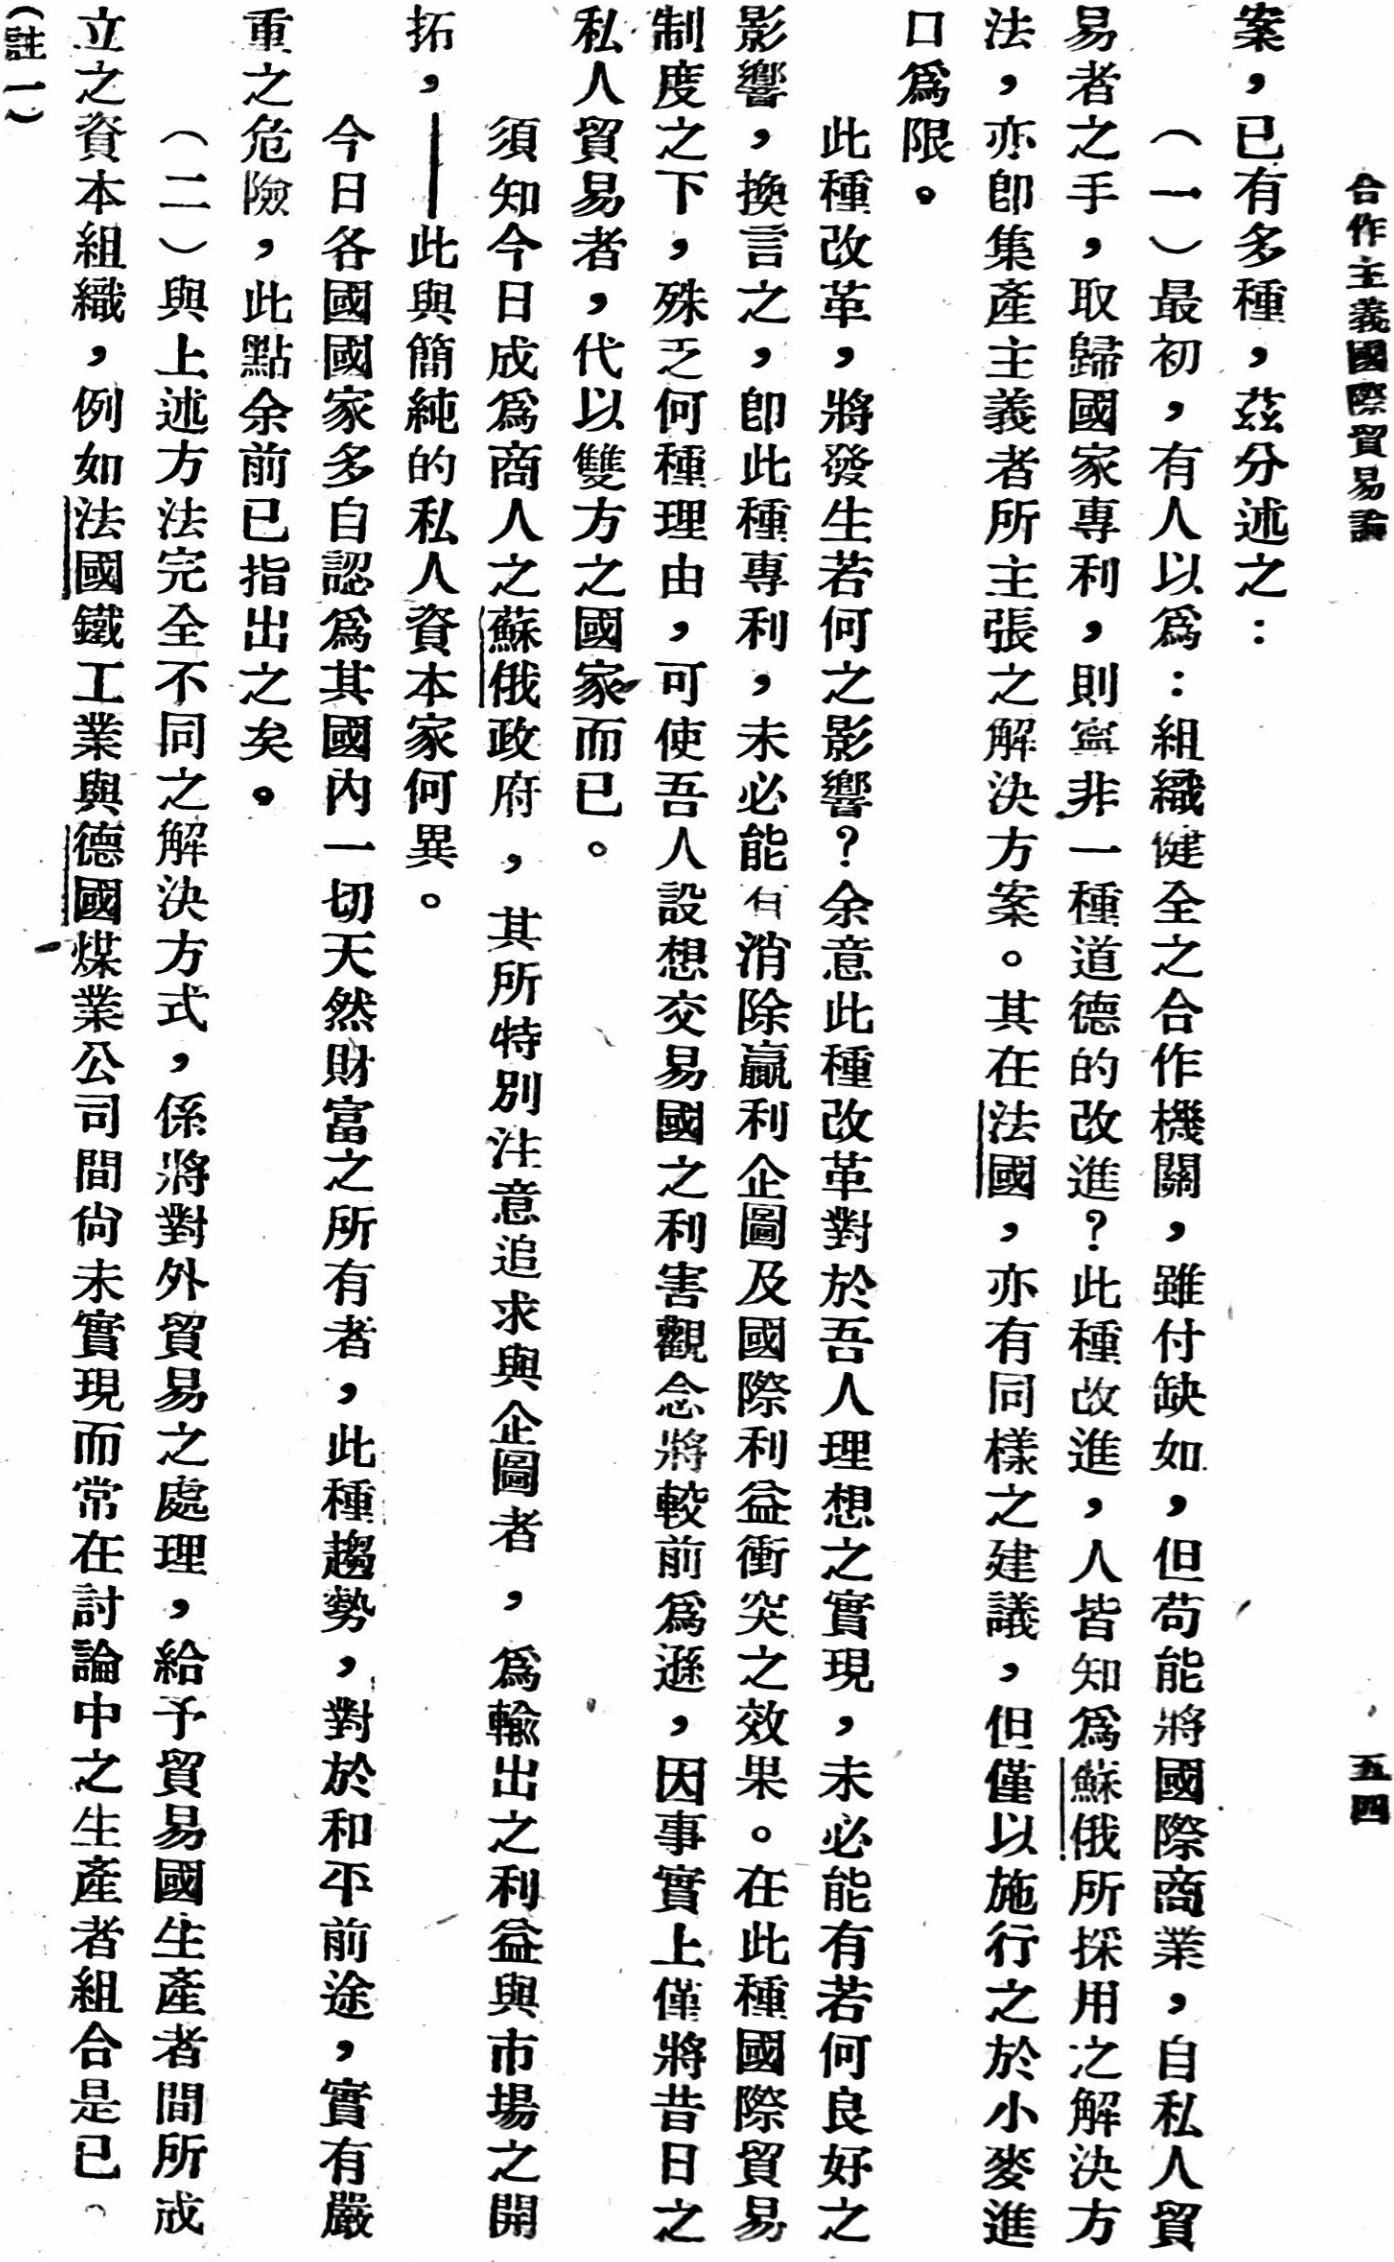 合作主義國際貿易論
五四
案，已有多種，茲分述之：
（一）最初，有人以爲：組織健全之合作機關，雖付缺如，但苟能將國際商業，自私人貿
易者之手，取歸國家專利，則寧非一種道德的改進？此種改進，人皆知爲蘇俄所採用之解決方
法，亦卽集產主義者所主張之解決方案。其在法國，亦有同樣之建議，但僅以施行之於小麥進
口爲限。
此種改革，將發生若何之影響？余意此種改革對於吾人理想之實現，未必能有若何良好之
影響，換言之，卽此種專利，未必能有消除贏利企圖及國際利益衝突之效果。在此種國際貿易
制度之下，殊乏何種理由，可使吾人設想交易國之利害觀念將較前爲遜，因事實上僅將昔日之
私人貿易者，代以雙方之國家而已。
須知今日成爲商人之蘇俄政府，其所特別注意追求與企圖者，爲輸出之利益與市場之開
拓，——此與簡純的私人資本家何異。
今日各國國家多自認爲其國內一切天然財富之所有者，此種趨勢，對於和平前途，實有嚴
重之危險，此點余前已指出之矣。
（二）與上述方法完全不同之解決方式，係將對外貿易之處理，給予貿易國生產者間所成
立之資本組織，例如法國鐵工業與德國煤業公司間尙未實現而常在討論中之生產者組合是已。
（註一）